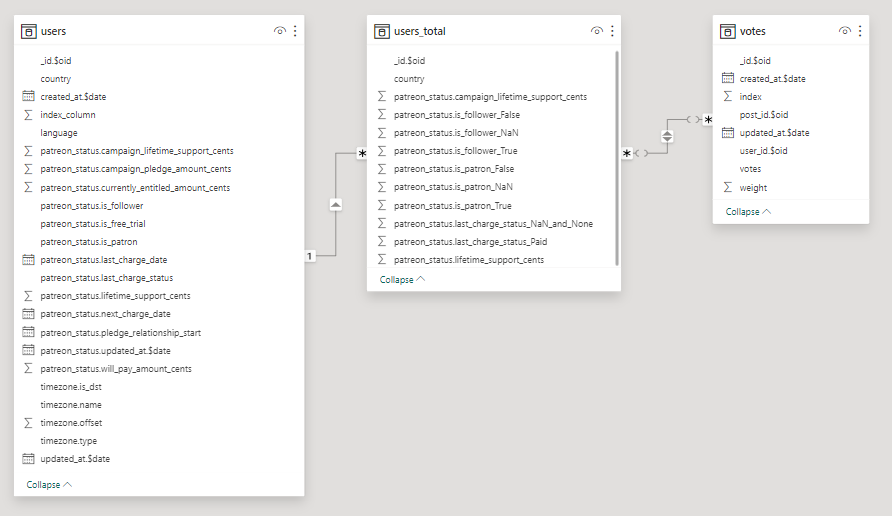 users
_id.$oid
country
created_at.$date
index_column
language
patreon_status.campaign_lifetime_support_cents
patreon_status.campaign_pledge_amount_cents
patreon_status.currently_entitled_amount_cents
patreon_status.is_follower
patreon_status.is_free_trial
patreon_status.is_patron
patreon_status.last_charge_date
patreon_status.last_charge_status
patreon_status.lifetime_support_cents
patreon_status.next_charge_date
patreon_status.pledge_relationship_start
patreon_status.updated_at.$date
patreon_status.will_pay_amount_cents
timezone.is_dst
timezone.name
timezone.offset
timezone.type
updated_at.$date
Collapse
1
*
users_total
_id.$oid
country
patreon_status.campaign_lifetime_support_cents
patreon_status.is_follower_False
patreon_status.is_follower_NaN
patreon_status.is_follower_True
patreon_status.is_patron_False
patreon_status.is_patron_NaN
patreon_status.is_patron_True
patreon_status.last_charge_status_NaN_and_None
patreon_status.last_charge_status_Paid
patreon_status.lifetime_support_cents
Collapse
*
*
votes
_id.$oid
created_at.$date
index
post_id.$oid
updated_at.$date
user_id.$oid
votes
weight
Collapse